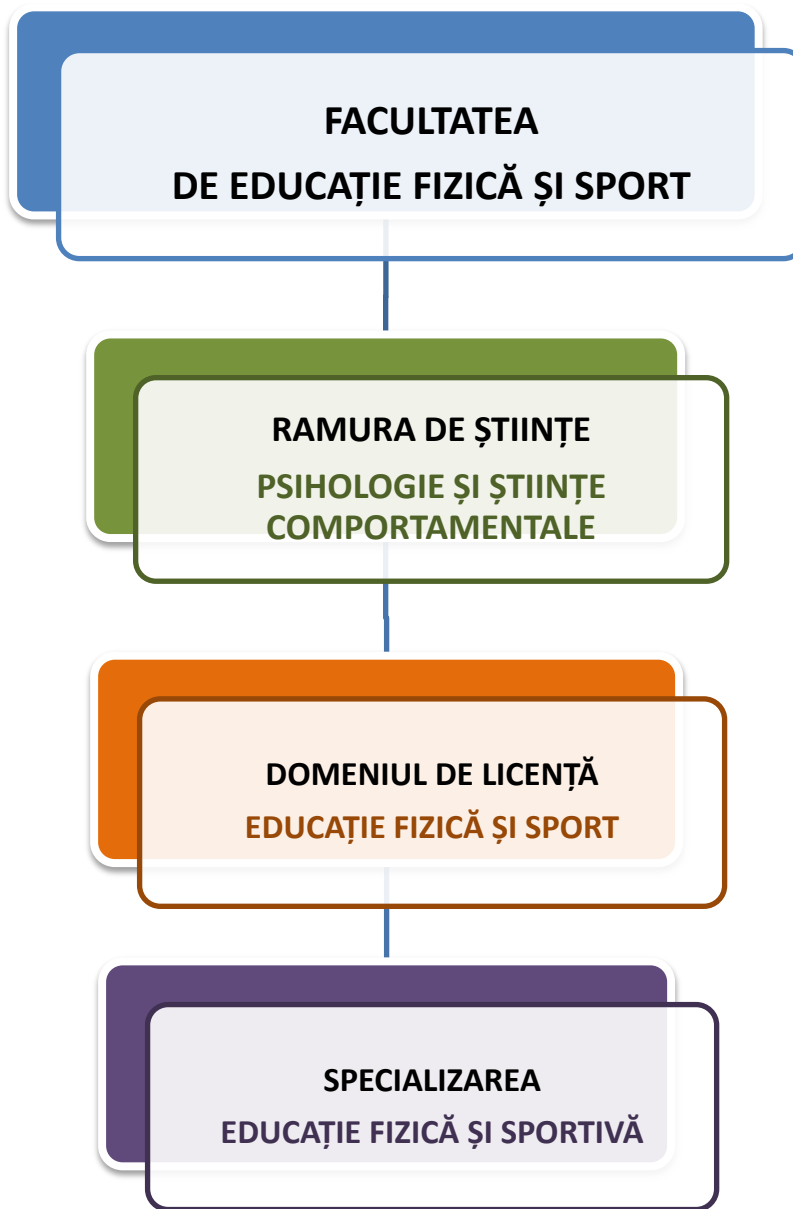 FACULTATEA
DE EDUCAȚIE FIZICĂ ȘI SPORT
RAMURA DE ȘTIINȚE
PSIHOLOGIE ȘI ȘTIINȚE
COMPORTAMENTALE
DOMENIUL DE LICENȚĂ
EDUCAȚIE FIZICĂ ȘI SPORT
SPECIALIZAREA
EDUCAȚIE FIZICĂ ȘI SPORTIVĂ